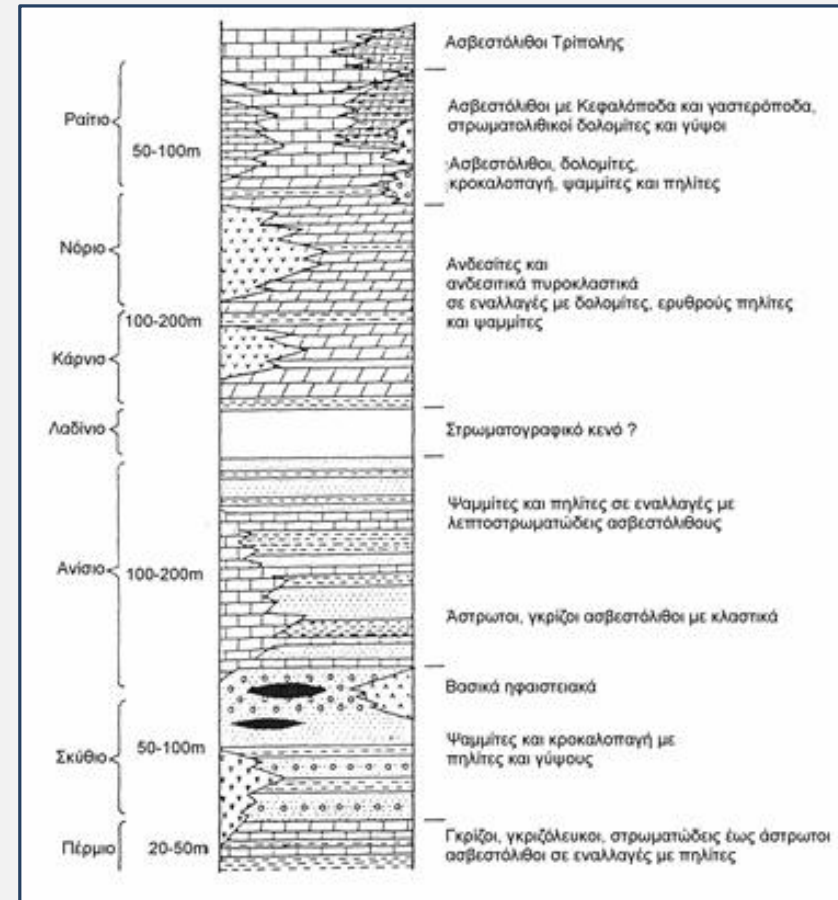 Ασβεστόλιθοι Τρίπολης
Ραίτιο
50-100m
Ασβεστόλιθοι με Κεφαλόποδα και γαστερόποδα,
στρωματολιθικοί δολομίτες και γύψοι
Ασβεστόλιθοι, δολομίτες,
κροκαλοπαγή, ψαμμίτες και πηλίτες
Νόριο
100-200m
Κάρνιο
Ανδεσίτες και
ανδεσιτικά πυροκλαστικά
σε εναλλαγές με δολομίτες, ερυθρούς πηλίτες
και ψαμμίτες
Λαδίνιο
Στρωματογραφικό κενό ?
Ανίσιο
100-200m
Ψαμμίτες και πηλίτες σε εναλλαγές με
λεπτοστρωματώδεις ασβεστόλιθους
Άστρωτοι, γκρίζοι ασβεστόλιθοι με κλαστικά
Βασικά ηφαιστειακά
Σκύθιο
50-100m
Ψαμμίτες και κροκαλοπαγή με
πηλίτες και γύψους
Πέρμιο
20-50m
Γκρίζοι, γκριζόλευκοι, στρωματώδεις έως άστρωτοι
ασβεστόλιθοι σε εναλλαγές με πηλίτες